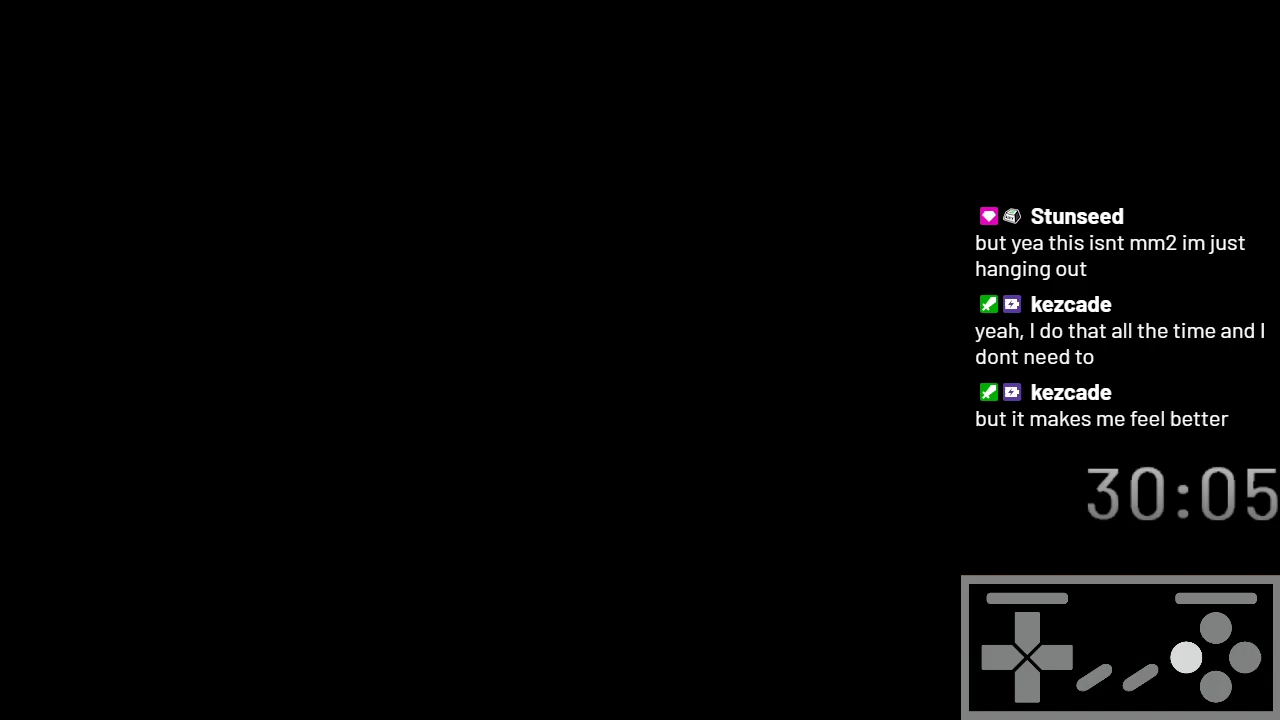 Stunseed
but yea this isnt mm2 im just
hanging out
kezcade
yeah, I do that all the time and I
dont need to
kezcade
but it makes me feel better
30:05